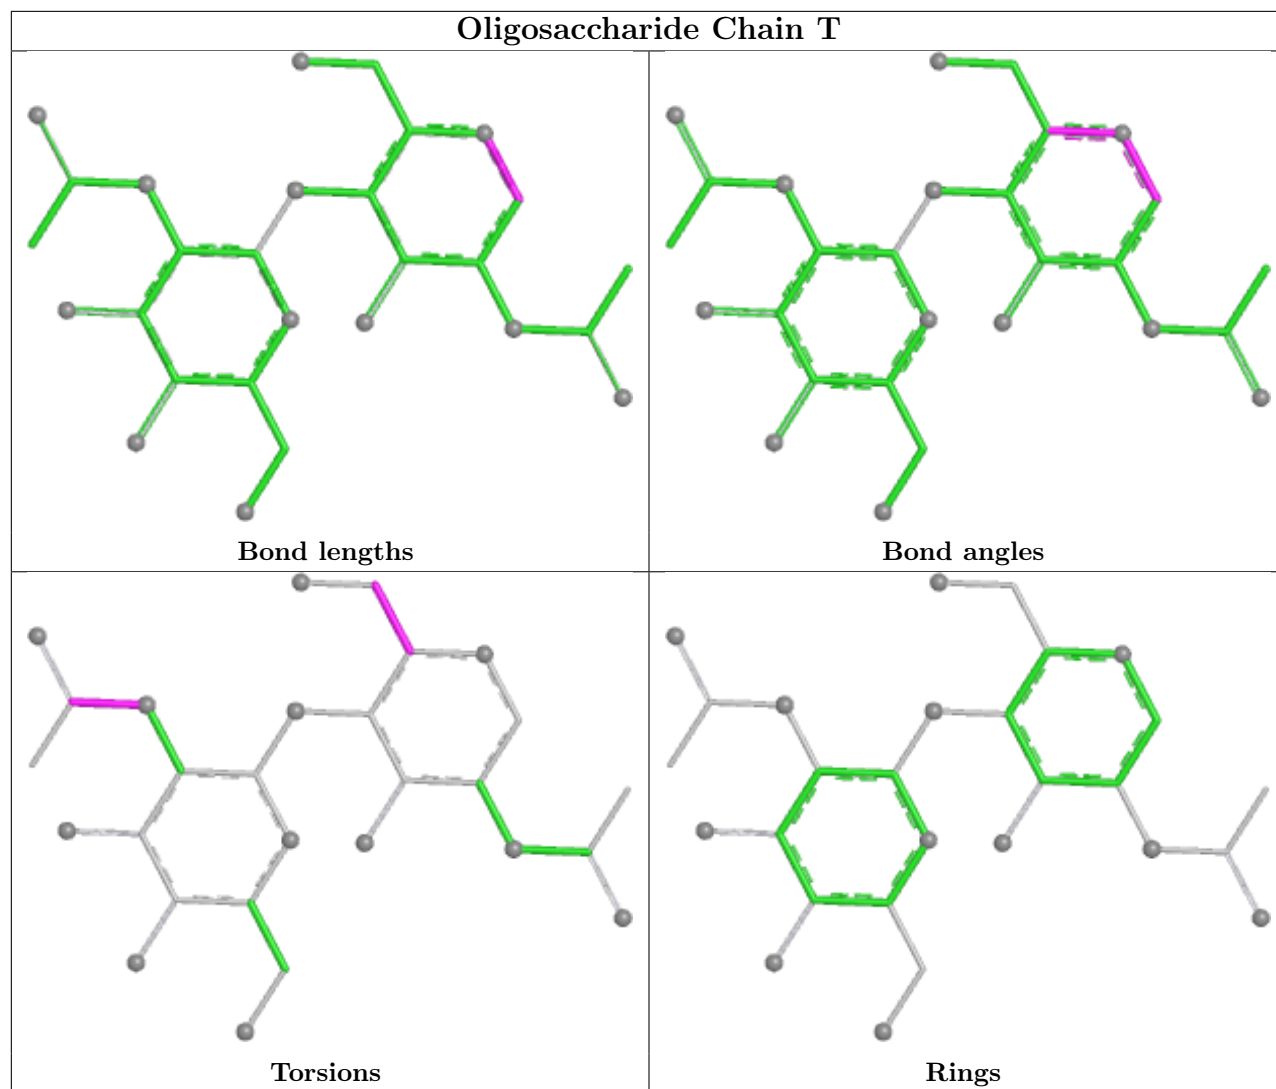 Oligosaccharide Chain T
Bond lengths
Bond angles
Torsions
Rings